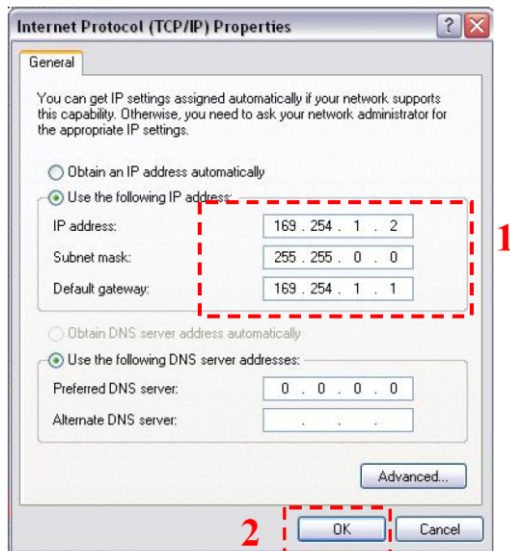 Internet Protocol (TCP/IP) Properties
General
You can get IP settings assigned automatically if your network supports
this capability. Otherwise, you need to ask your network administrator for
the appropriate IP settings.
Obtain an IP address automatically
Use the following IP address:
IP address: 169 . 254 . 1 . 2
1
Subnet mask: 255 . 255 . 0 . 0
Default gateway: 169 . 254 . 1 . 1
Obtain DNS server address automatically
Use the following DNS server addresses:
Preferred DNS server: 0 . 0 . 0 . 0
Alternate DNS server: . . .
Advanced...
2 OK Cancel